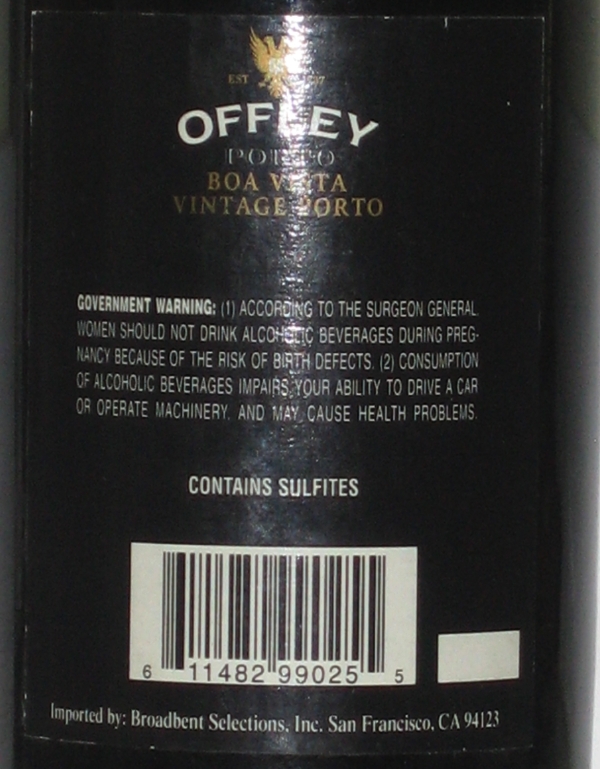 EST
OFFLEY
PORTO
BOA VISTA
VINTAGE PORTO
GOVERNMENT WARNING: (1) ACCORDING TO THE SURGEON GENERAL.
WOMEN SHOULD NOT DRINK ALCOHOLIC BEVERAGES DURING PREG-
NANCY BECAUSE OF THE RISK OF BIRTH DEFECTS. (2) CONSUMPTION
OF ALCOHOLIC BEVERAGES IMPAIRS YOUR ABILITY TO DRIVE A CAR
OR OPERATE MACHINERY, AND MAY CAUSE HEALTH PROBLEMS.
CONTAINS SULFITES
6 11482 99025 5
Imported by: Broadbent Selections, Inc. San Francisco, CA 94123